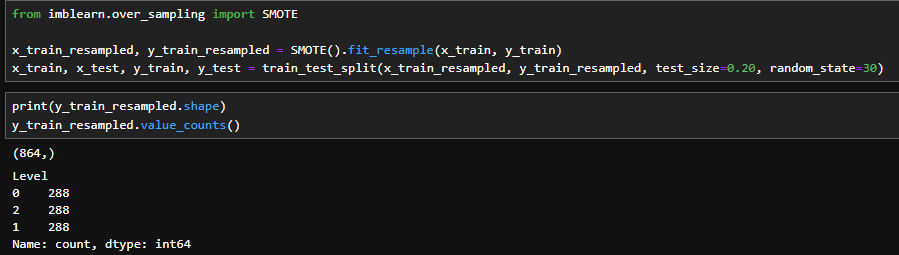 from imblearn.over_sampling import SMOTE
x_train_resampled, y_train_resampled = SMOTE().fit_resample(x_train, y_train)
x_train, x_test, y_train, y_test = train_test_split(x_train_resampled, y_train_resampled, test_size=0.20, random_state=30)
print(y_train_resampled.shape)
y_train_resampled.value_counts()
(864,)
Level
0    288
2    288
1    288
Name: count, dtype: int64